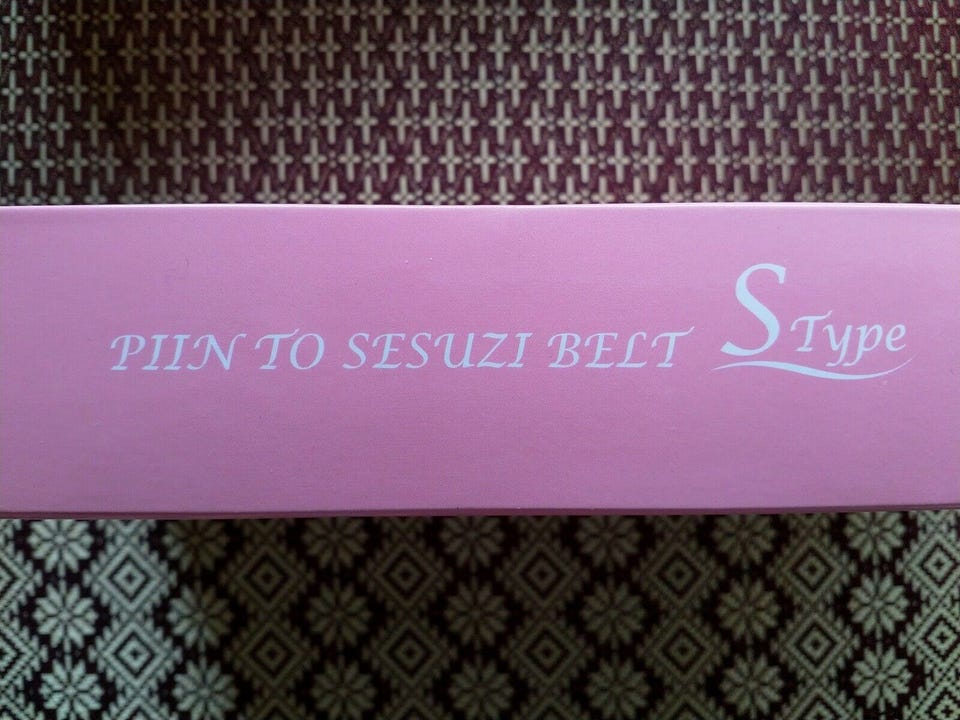 PIIN TO SESUZI BELT S Type